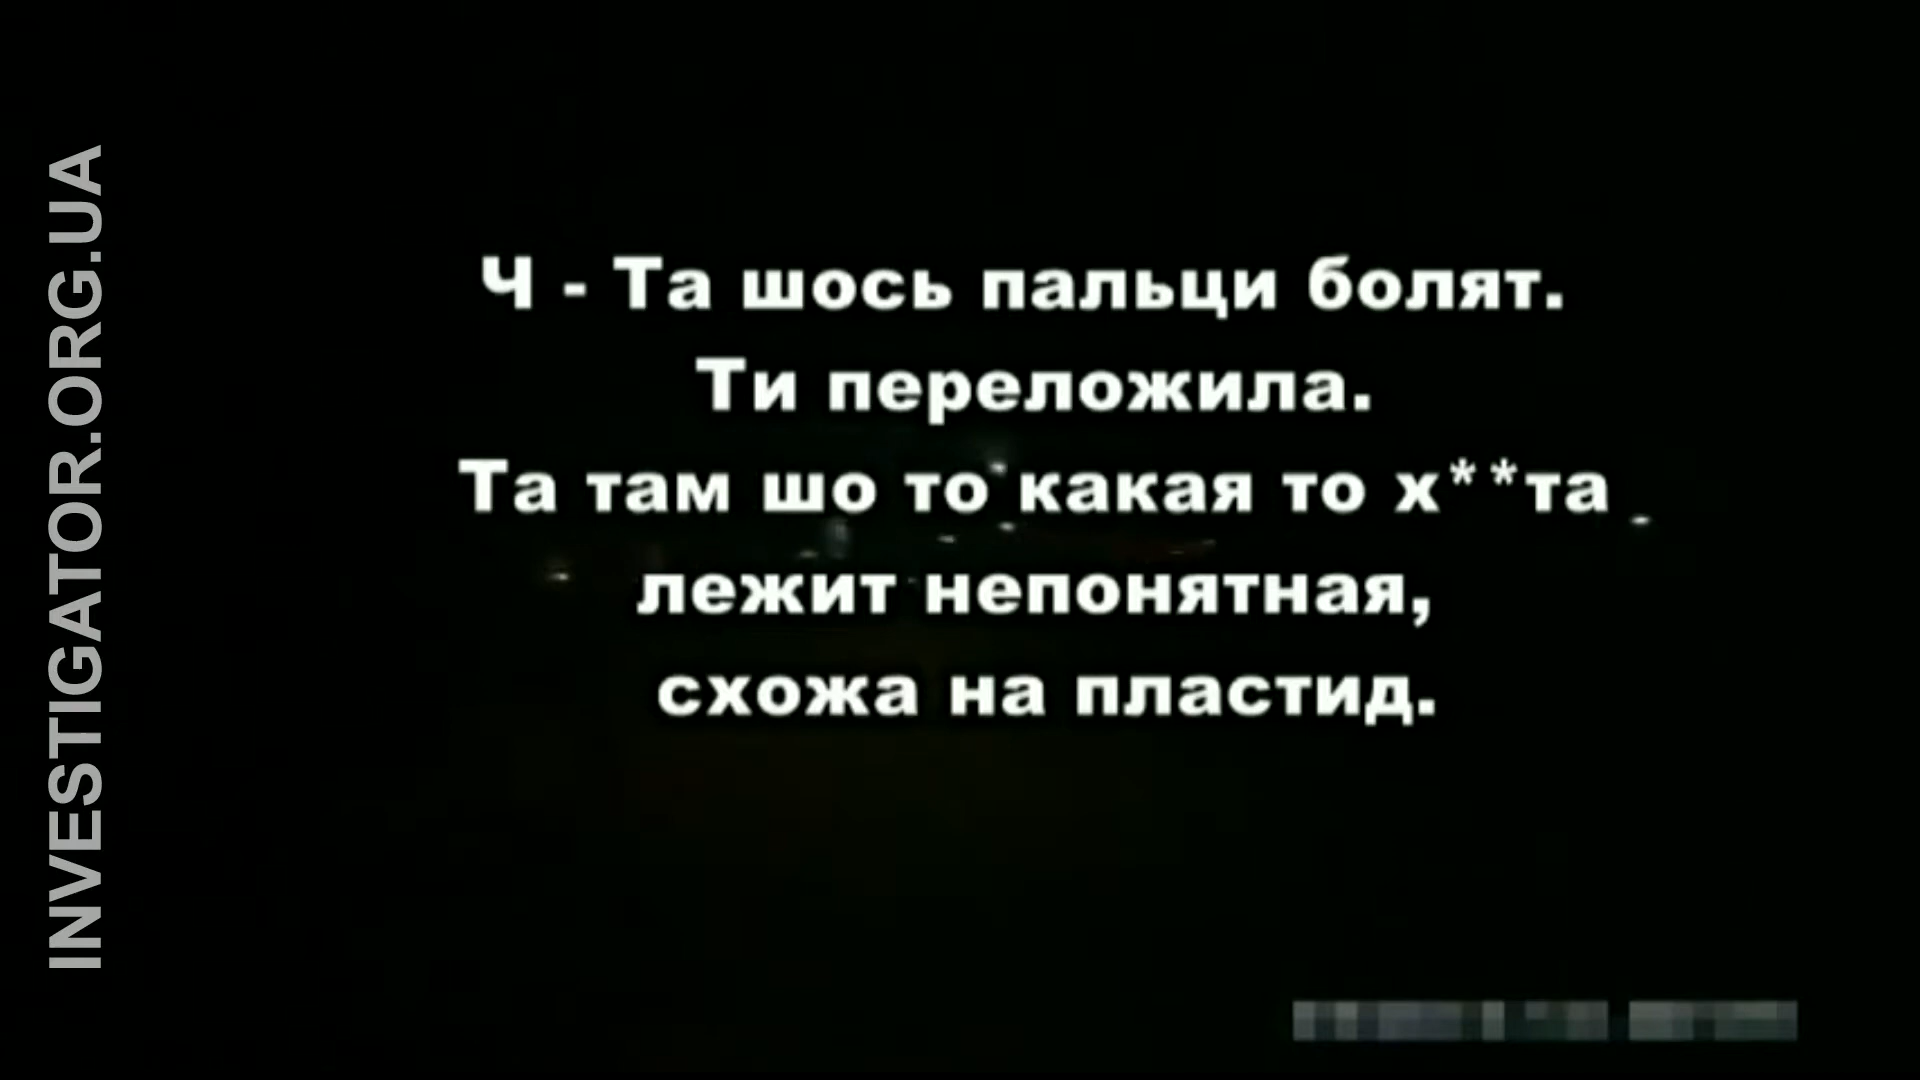 INVESTIGATOR.ORG.UA
Ч - Та шось пальци болят.
Ти переложила.
Та там шо то какая то х**та
лежит непонятная,
схожа на пластид.